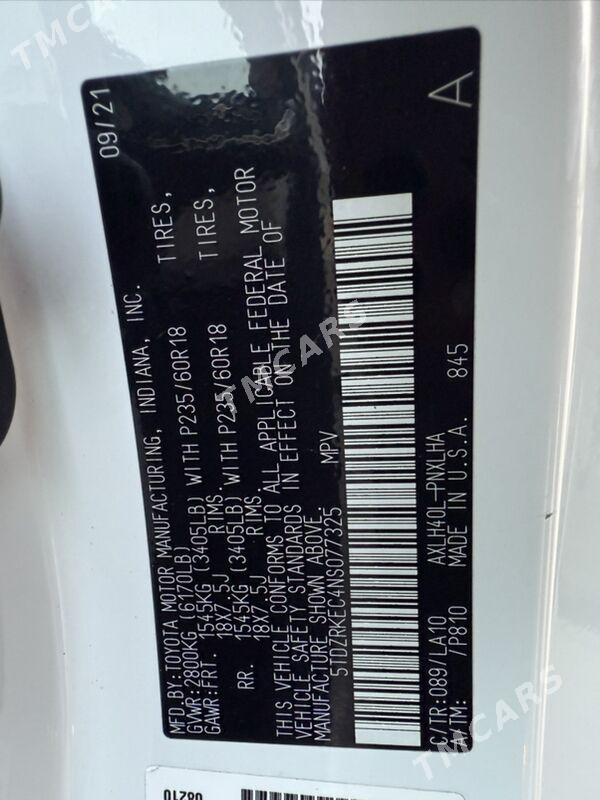 MFD.BY:TOYOTA MOTOR MANUFACTURING, INDIANA, INC. 09/21
GVWR:2800KG (6170LB)
GAWR:FRT. 1545KG (3405LB) WITH P235/60R18 TIRES,
18X7.5J RIMS.
RR. 1545KG (3405LB) WITH P235/60R18 TIRES,
18X7.5J RIMS.
THIS VEHICLE CONFORMS TO ALL APPLICABLE FEDERAL MOTOR
VEHICLE SAFETY STANDARDS IN EFFECT ON THE DATE OF
MANUFACTURE SHOWN ABOVE.
5TDZRKEC4NS077325 MPV
C/TR:089/LA10 AXLH40L-PNXLHA 845
/TM: /P810 MADE IN U.S.A. A
08210
TMCARS
TMCARS
TMCARS